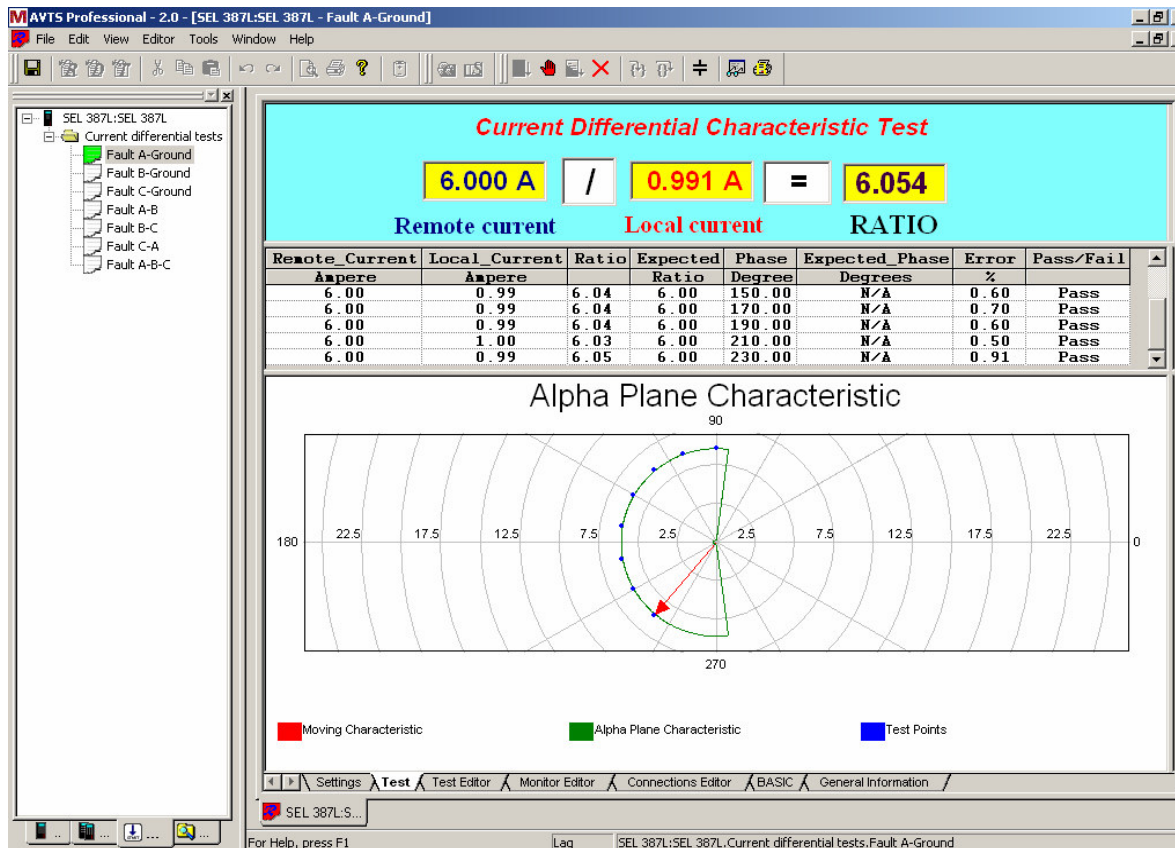 AVTS Professional - 2.0 - [SEL 387L:SEL 387L - Fault A-Ground]
File Edit View Editor Tools Window Help
SEL 387L:SEL 387L
Current differential tests
Fault A-Ground
Fault B-Ground
Fault C-Ground
Fault A-B
Fault B-C
Fault C-A
Fault A-B-C
Current Differential Characteristic Test
6.000 A / 0.991 A = 6.054
Remote current Local current RATIO
Remote_Current Local_Current Ratio Expected Phase Expected_Phase Error Pass/Fail
Ampere Ampere Ratio Degree Degrees %
6.00 0.99 6.04 6.00 150.00 N/A 0.60 Pass
6.00 0.99 6.04 6.00 170.00 N/A 0.70 Pass
6.00 0.99 6.04 6.00 190.00 N/A 0.60 Pass
6.00 1.00 6.03 6.00 210.00 N/A 0.50 Pass
6.00 0.99 6.05 6.00 230.00 N/A 0.91 Pass
Alpha Plane Characteristic
90
180 22.5 17.5 12.5 7.5 2.5 2.5 7.5 12.5 17.5 22.5 0
270
Moving Characteristic Alpha Plane Characteristic Test Points
Settings Test Test Editor Monitor Editor Connections Editor BASIC General Information
SEL 387L:S...
.. ... ... ...
For Help, press F1 Lag SEL 387L:SEL 387L.Current differential tests.Fault A-Ground